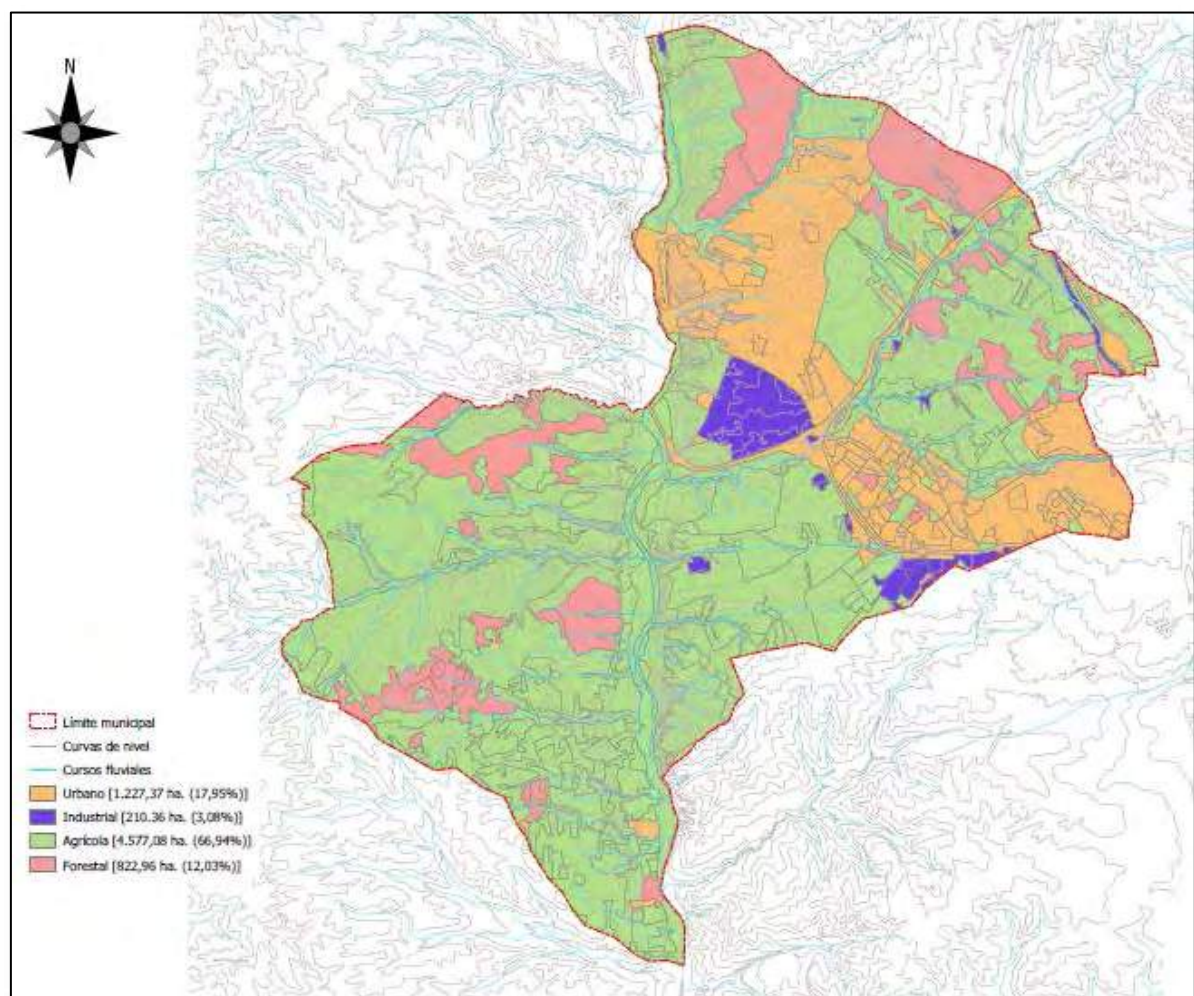 N
Límite municipal
Curvas de nivel
Cursos fluviales
Urbano [1.227,37 ha. (17,95%)]
Industrial [210.36 ha. (3,08%)]
Agrícola [4.577,08 ha. (66,94%)]
Forestal [822,96 ha. (12,03%)]